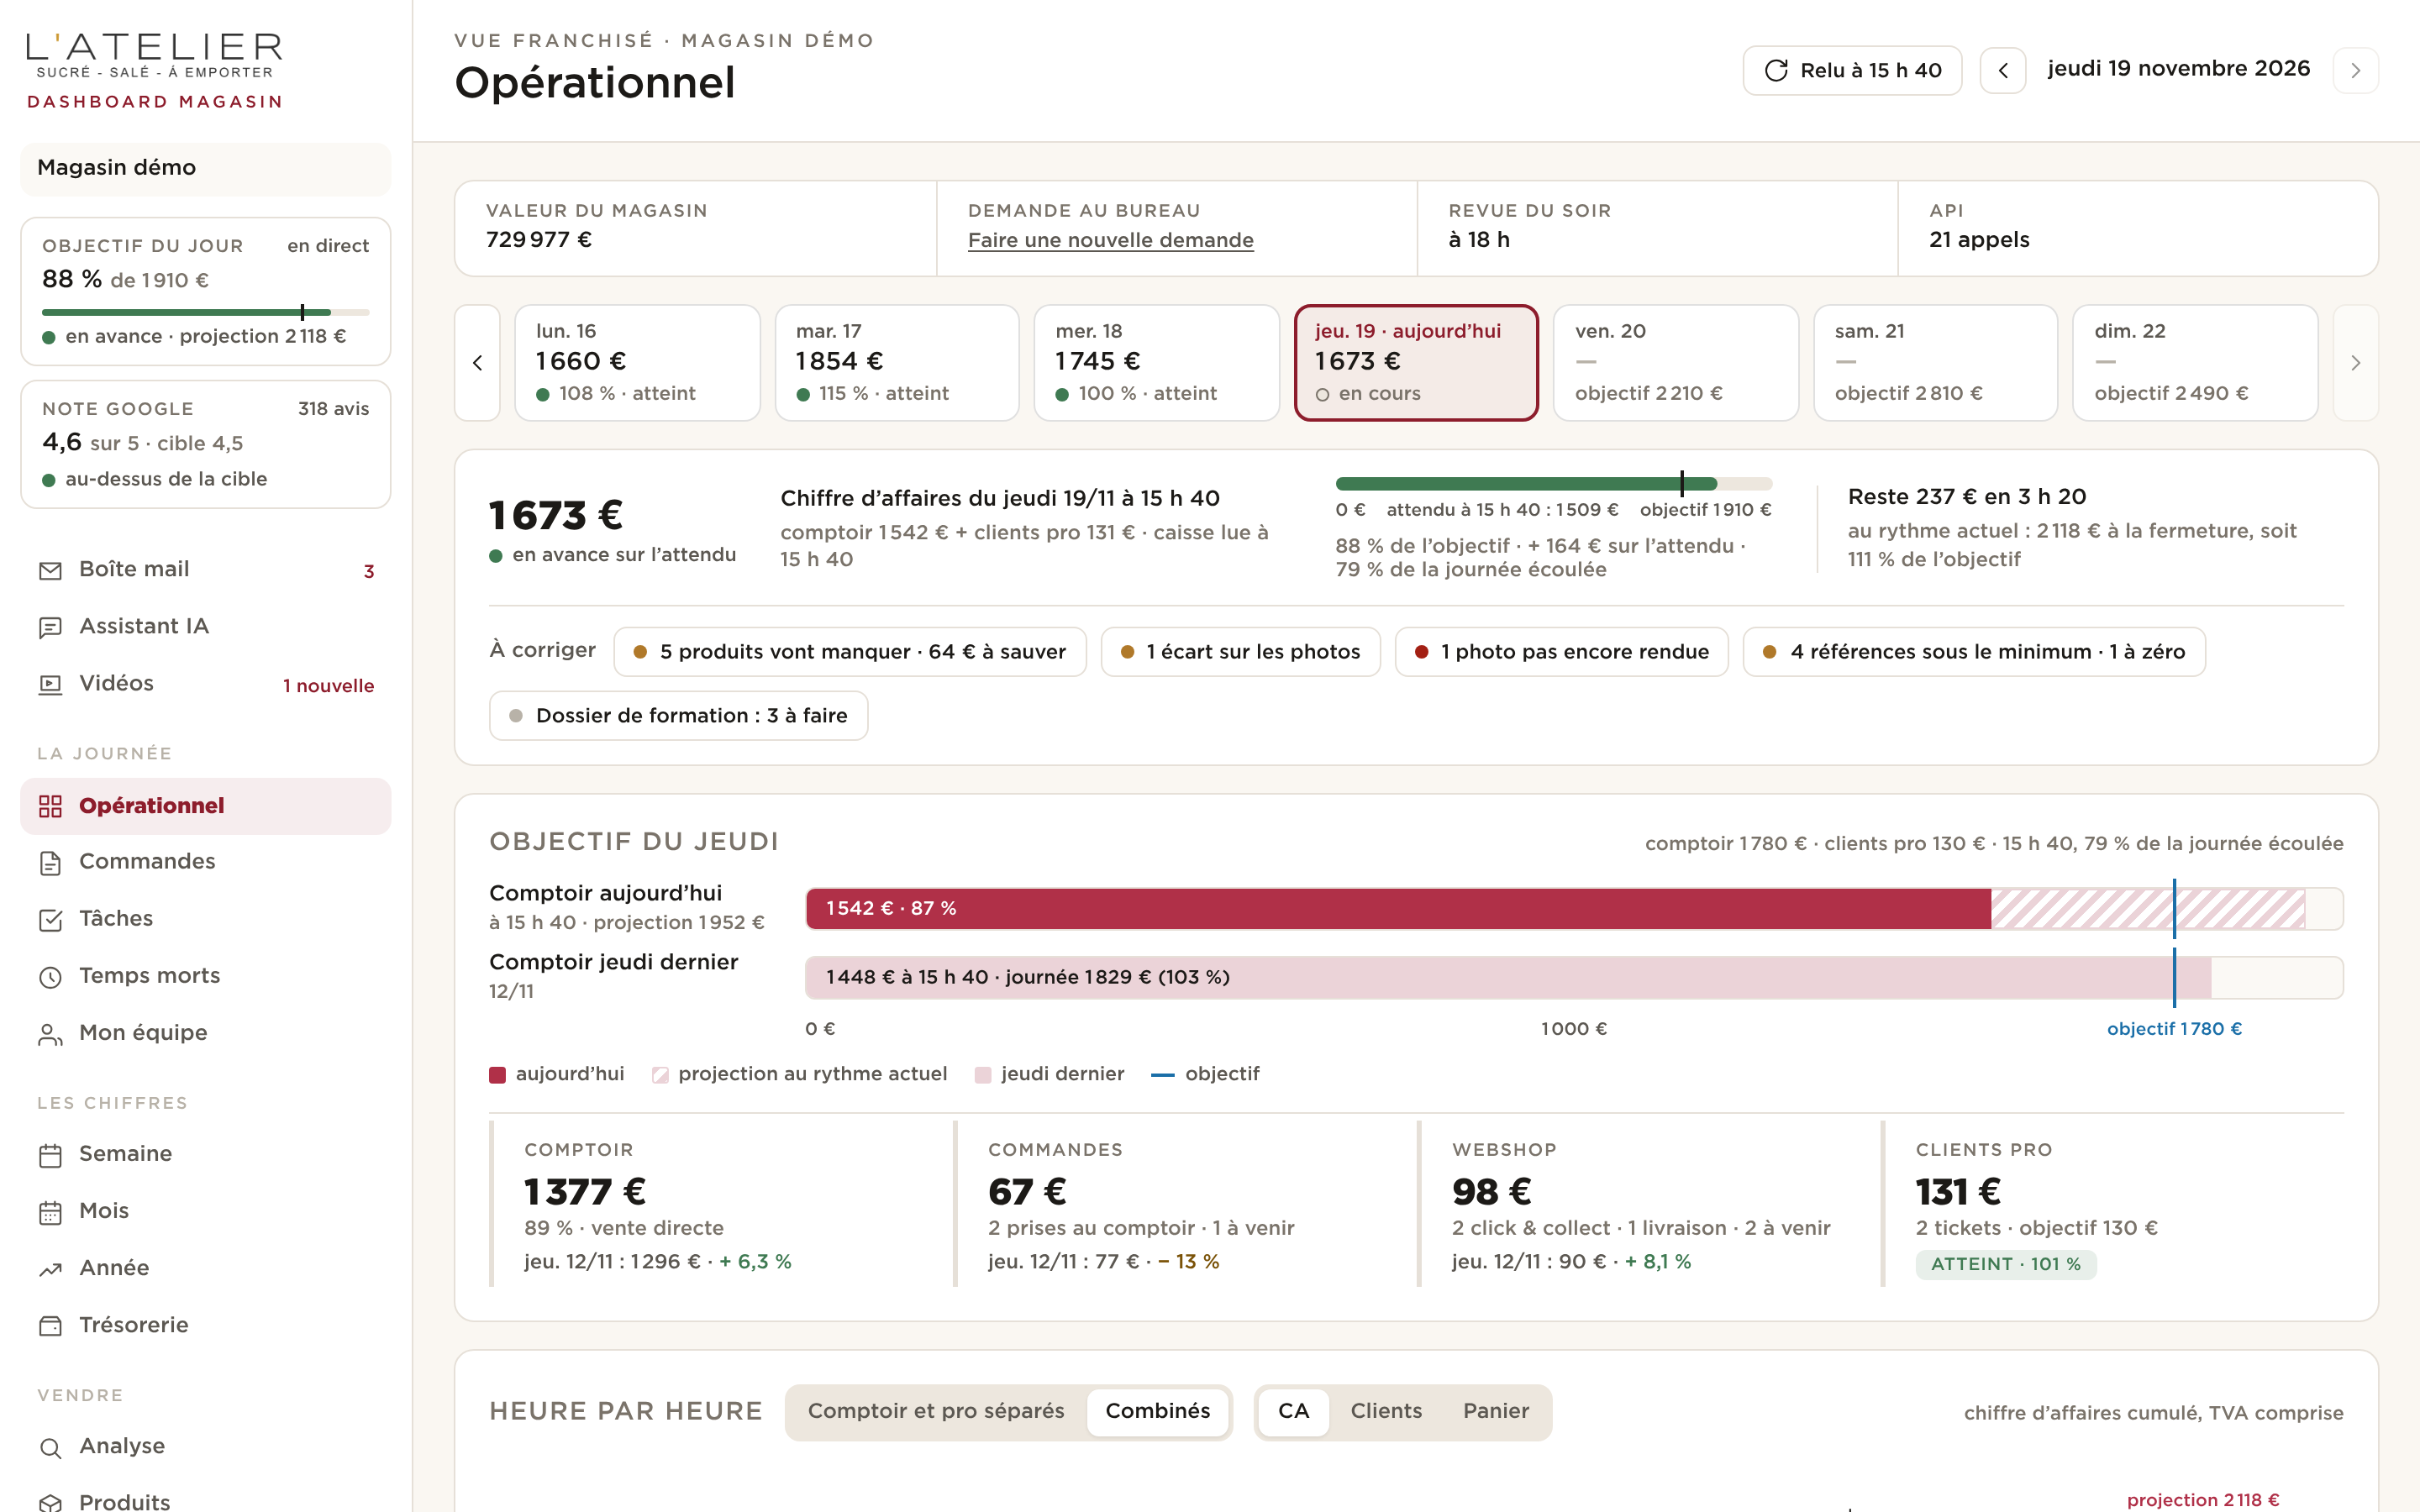 L'ATELIER
SUCRÉ - SALÉ - À EMPORTER
DASHBOARD MAGASIN
Magasin démo
OBJECTIF DU JOUR en direct
88 % de 1 910 €
en avance · projection 2 118 €
NOTE GOOGLE 318 avis
4,6 sur 5 · cible 4,5
au-dessus de la cible
Boîte mail 3
Assistant IA
Vidéos 1 nouvelle
LA JOURNÉE
Opérationnel
Commandes
Tâches
Temps morts
Mon équipe
LES CHIFFRES
Semaine
Mois
Année
Trésorerie
VENDRE
Analyse
Produits
VUE FRANCHISÉ · MAGASIN DÉMO
Opérationnel
Relu à 15 h 40
jeudi 19 novembre 2026
VALEUR DU MAGASIN
729 977 €
DEMANDE AU BUREAU
Faire une nouvelle demande
REVUE DU SOIR
à 18 h
API
21 appels
lun. 16
1 660 €
108 % · atteint
mar. 17
1 854 €
115 % · atteint
mer. 18
1 745 €
100 % · atteint
jeu. 19 · aujourd’hui
1 673 €
en cours
ven. 20
—
objectif 2 210 €
sam. 21
—
objectif 2 810 €
dim. 22
—
objectif 2 490 €
1 673 €
en avance sur l’attendu
Chiffre d’affaires du jeudi 19/11 à 15 h 40
comptoir 1 542 € + clients pro 131 € · caisse lue à
15 h 40
0 € attendu à 15 h 40 : 1 509 € objectif 1 910 €
88 % de l’objectif · + 164 € sur l’attendu ·
79 % de la journée écoulée
Reste 237 € en 3 h 20
au rythme actuel : 2 118 € à la fermeture, soit
111 % de l’objectif
À corriger
5 produits vont manquer · 64 € à sauver
1 écart sur les photos
1 photo pas encore rendue
4 références sous le minimum · 1 à zéro
Dossier de formation : 3 à faire
OBJECTIF DU JEUDI
comptoir 1 780 € · clients pro 130 € · 15 h 40, 79 % de la journée écoulée
Comptoir aujourd’hui
à 15 h 40 · projection 1 952 €
1 542 € · 87 %
Comptoir jeudi dernier
12/11
1 448 € à 15 h 40 · journée 1 829 € (103 %)
0 € 1 000 € objectif 1 780 €
aujourd’hui projection au rythme actuel jeudi dernier objectif
COMPTOIR
1 377 €
89 % · vente directe
jeu. 12/11 : 1 296 € · + 6,3 %
COMMANDES
67 €
2 prises au comptoir · 1 à venir
jeu. 12/11 : 77 € · − 13 %
WEBSHOP
98 €
2 click & collect · 1 livraison · 2 à venir
jeu. 12/11 : 90 € · + 8,1 %
CLIENTS PRO
131 €
2 tickets · objectif 130 €
ATTEINT · 101 %
HEURE PAR HEURE
Comptoir et pro séparés Combinés
CA Clients Panier
chiffre d’affaires cumulé, TVA comprise
projection 2 118 €